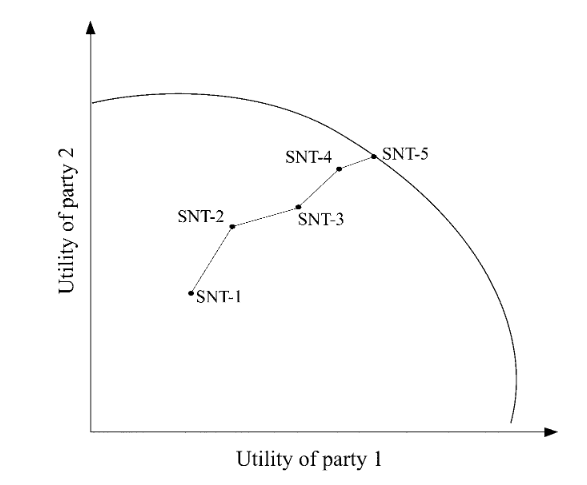 SNT-4
SNT-5
SNT-2
SNT-3
SNT-1
Utility of party 2
Utility of party 1